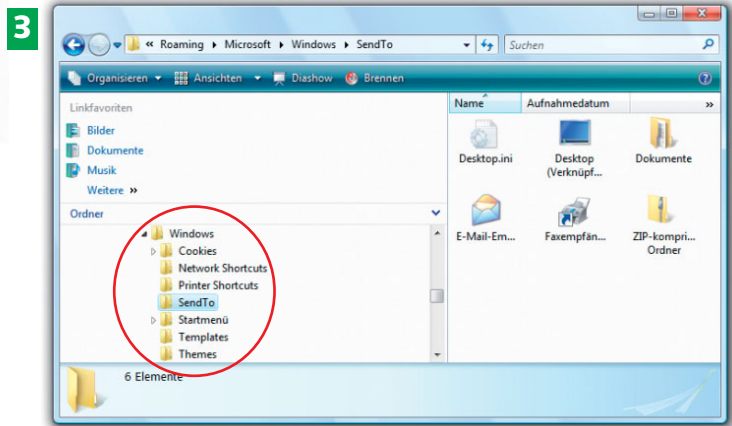 3
« Roaming ▸ Microsoft ▸ Windows ▸ SendTo
Suchen
Organisieren Ansichten Diashow Brennen
Linkfavoriten
Bilder
Dokumente
Musik
Weitere »
Ordner
Windows
Cookies
Network Shortcuts
Printer Shortcuts
SendTo
Startmenü
Templates
Themes
Name Aufnahmedatum »
Desktop.ini
Desktop
(Verknüpf...
Dokumente
E-Mail-Em...
Faxempfän...
ZIP-kompri...
Ordner
6 Elemente